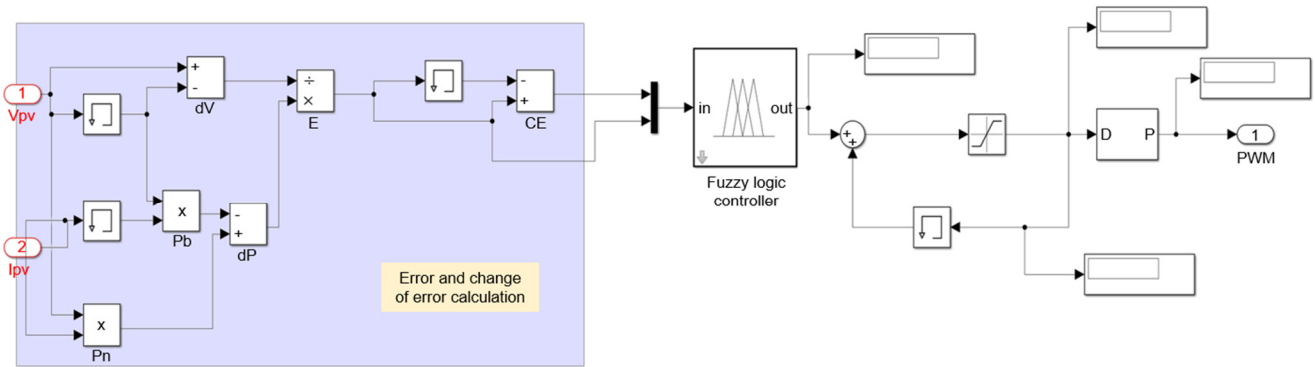 1
Vpv
+
-
dV
÷
×
E
-
+
CE
x
Pb
-
+
dP
2
Ipv
x
Pn
Error and change
of error calculation
in
out
Fuzzy logic
controller
+
+
D
P
1
PWM